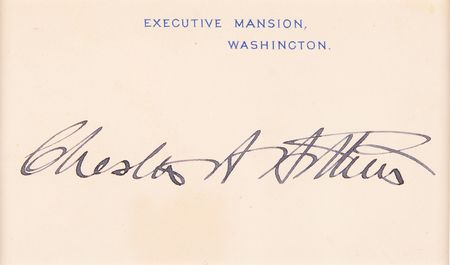 EXECUTIVE MANSION,
WASHINGTON.
Chester A Arthur